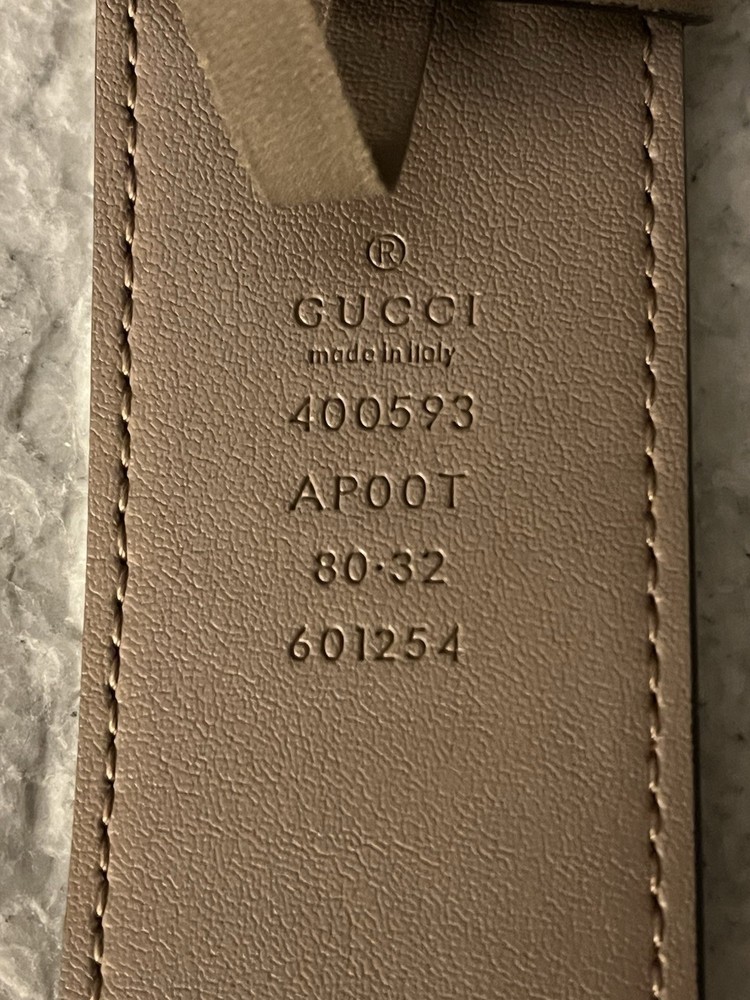 ®
GUCCI
made in Italy
400593
AP00T
80·32
601254